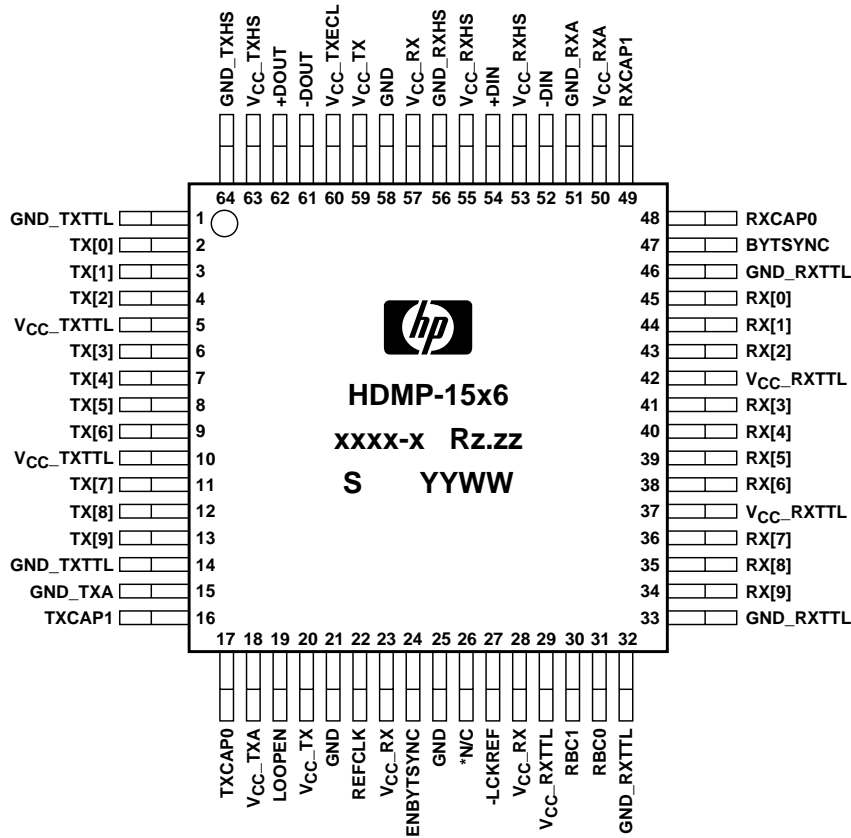 GND_TXHS
VCC_TXHS
+DOUT
-DOUT
VCC_TXECL
VCC_TX
GND
VCC_RX
GND_RXHS
VCC_RXHS
+DIN
VCC_RXHS
-DIN
GND_RXA
VCC_RXA
RXCAP1
64 63 62 61 60 59 58 57 56 55 54 53 52 51 50 49
GND_TXTTL 1
TX[0] 2
TX[1] 3
TX[2] 4
VCC_TXTTL 5
TX[3] 6
TX[4] 7
TX[5] 8
TX[6] 9
VCC_TXTTL 10
TX[7] 11
TX[8] 12
TX[9] 13
GND_TXTTL 14
GND_TXA 15
TXCAP1 16
hp
HDMP-15x6
xxxx-x Rz.zz
S YYWW
48 RXCAP0
47 BYTSYNC
46 GND_RXTTL
45 RX[0]
44 RX[1]
43 RX[2]
42 VCC_RXTTL
41 RX[3]
40 RX[4]
39 RX[5]
38 RX[6]
37 VCC_RXTTL
36 RX[7]
35 RX[8]
34 RX[9]
33 GND_RXTTL
17 18 19 20 21 22 23 24 25 26 27 28 29 30 31 32
TXCAP0
VCC_TXA
LOOPEN
VCC_TX
GND
REFCLK
VCC_RX
ENBYTSYNC
GND
*N/C
-LCKREF
VCC_RX
VCC_RXTTL
RBC1
RBC0
GND_RXTTL